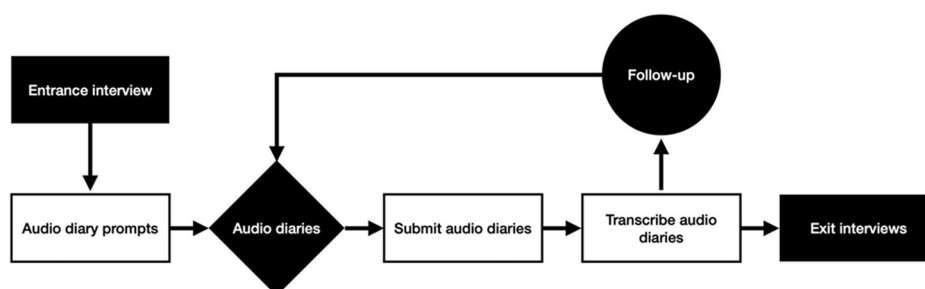 Entrance interview
Follow-up
Audio diary prompts
Audio diaries
Submit audio diaries
Transcribe audio
diaries
Exit interviews